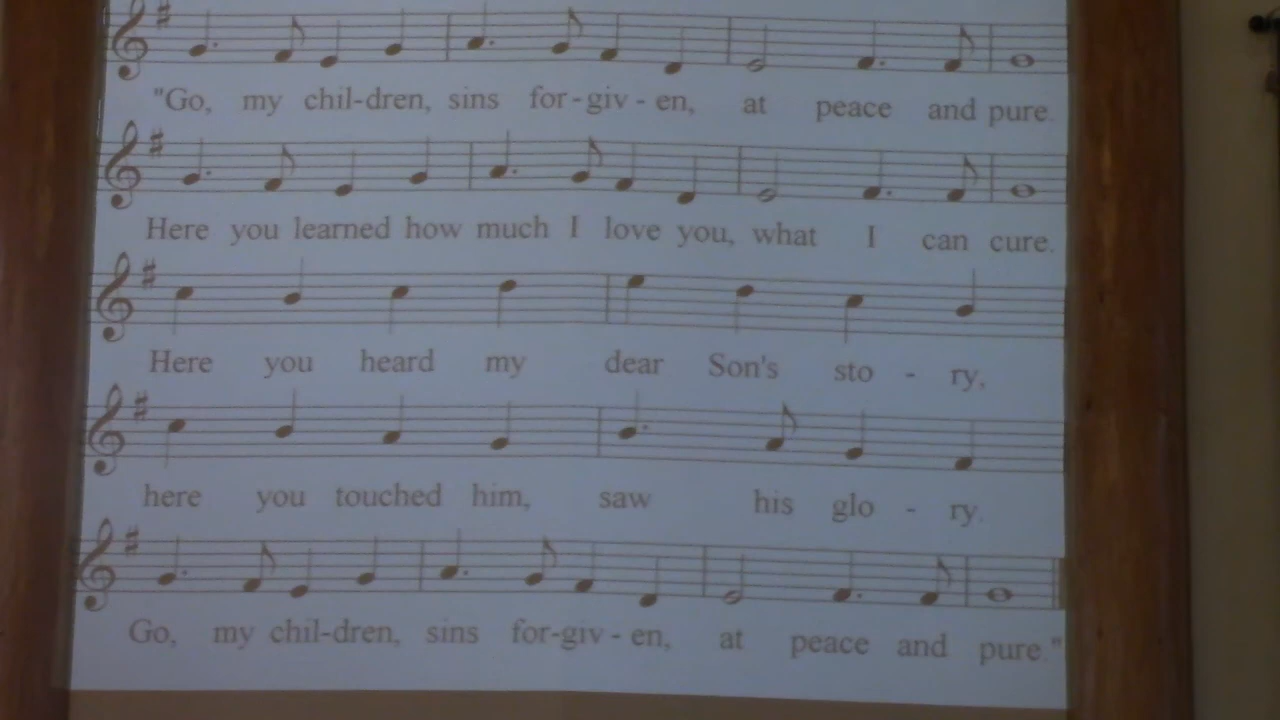 "Go, my chil-dren, sins for-giv-en, at peace and pure.
Here you learned how much I love you, what I can cure.
Here you heard my dear Son's sto-ry,
here you touched him, saw his glo-ry.
Go, my chil-dren, sins for-giv-en, at peace and pure."